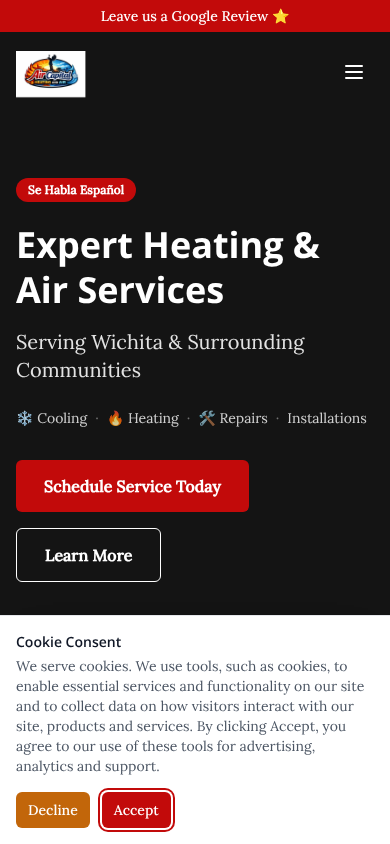 Leave us a Google Review ⭐
Air Capital
Se Habla Español
Expert Heating &
Air Services
Serving Wichita & Surrounding
Communities
❄️ Cooling · 🔥 Heating · 🛠️ Repairs · Installations
Schedule Service Today
Learn More
Cookie Consent
We serve cookies. We use tools, such as cookies, to
enable essential services and functionality on our site
and to collect data on how visitors interact with our
site, products and services. By clicking Accept, you
agree to our use of these tools for advertising,
analytics and support.
Decline
Accept